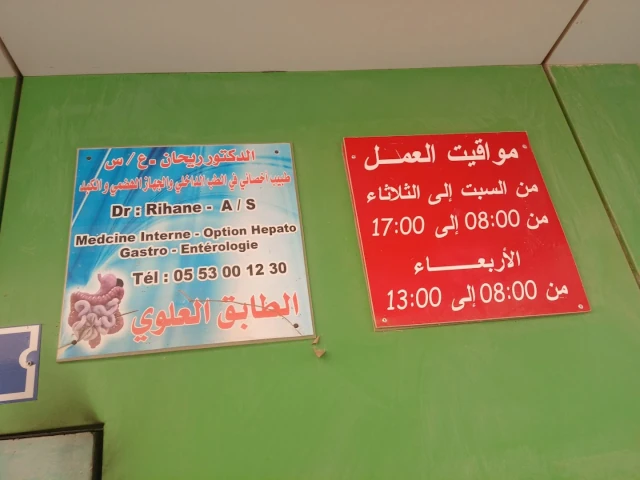 الدكتور ريحان - ع / س
طبيب أخصائي في الطب الداخلي والجهاز الهضمي و الكبد
Dr : Rihane - A / S
Medcine Interne - Option Hepato
Gastro - Entérologie
Tél : 05 53 00 12 30
الطابق العلوي
مواقيت العمل
من السبت إلى الثلاثاء
من 08:00 إلى 17:00
الأربعاء
من 08:00 إلى 13:00